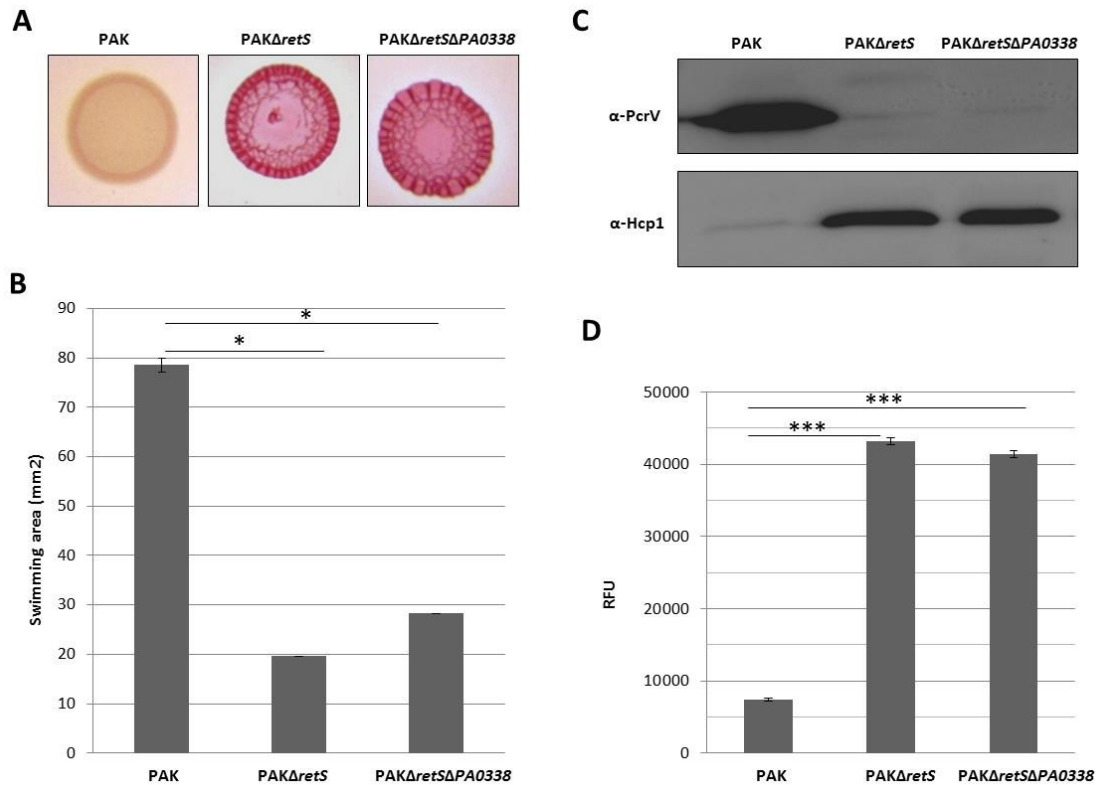 A
PAK PAKΔretS PAKΔretSΔPA0338
B
90
80
70
60
50
40
30
20
10
0
Swimming area (mm2)
*
*
PAK PAKΔretS PAKΔretSΔPA0338
C
PAK PAKΔretS PAKΔretSΔPA0338
α-PcrV
α-Hcp1
D
50000
40000
30000
20000
10000
0
RFU
***
***
PAK PAKΔretS PAKΔretSΔPA0338